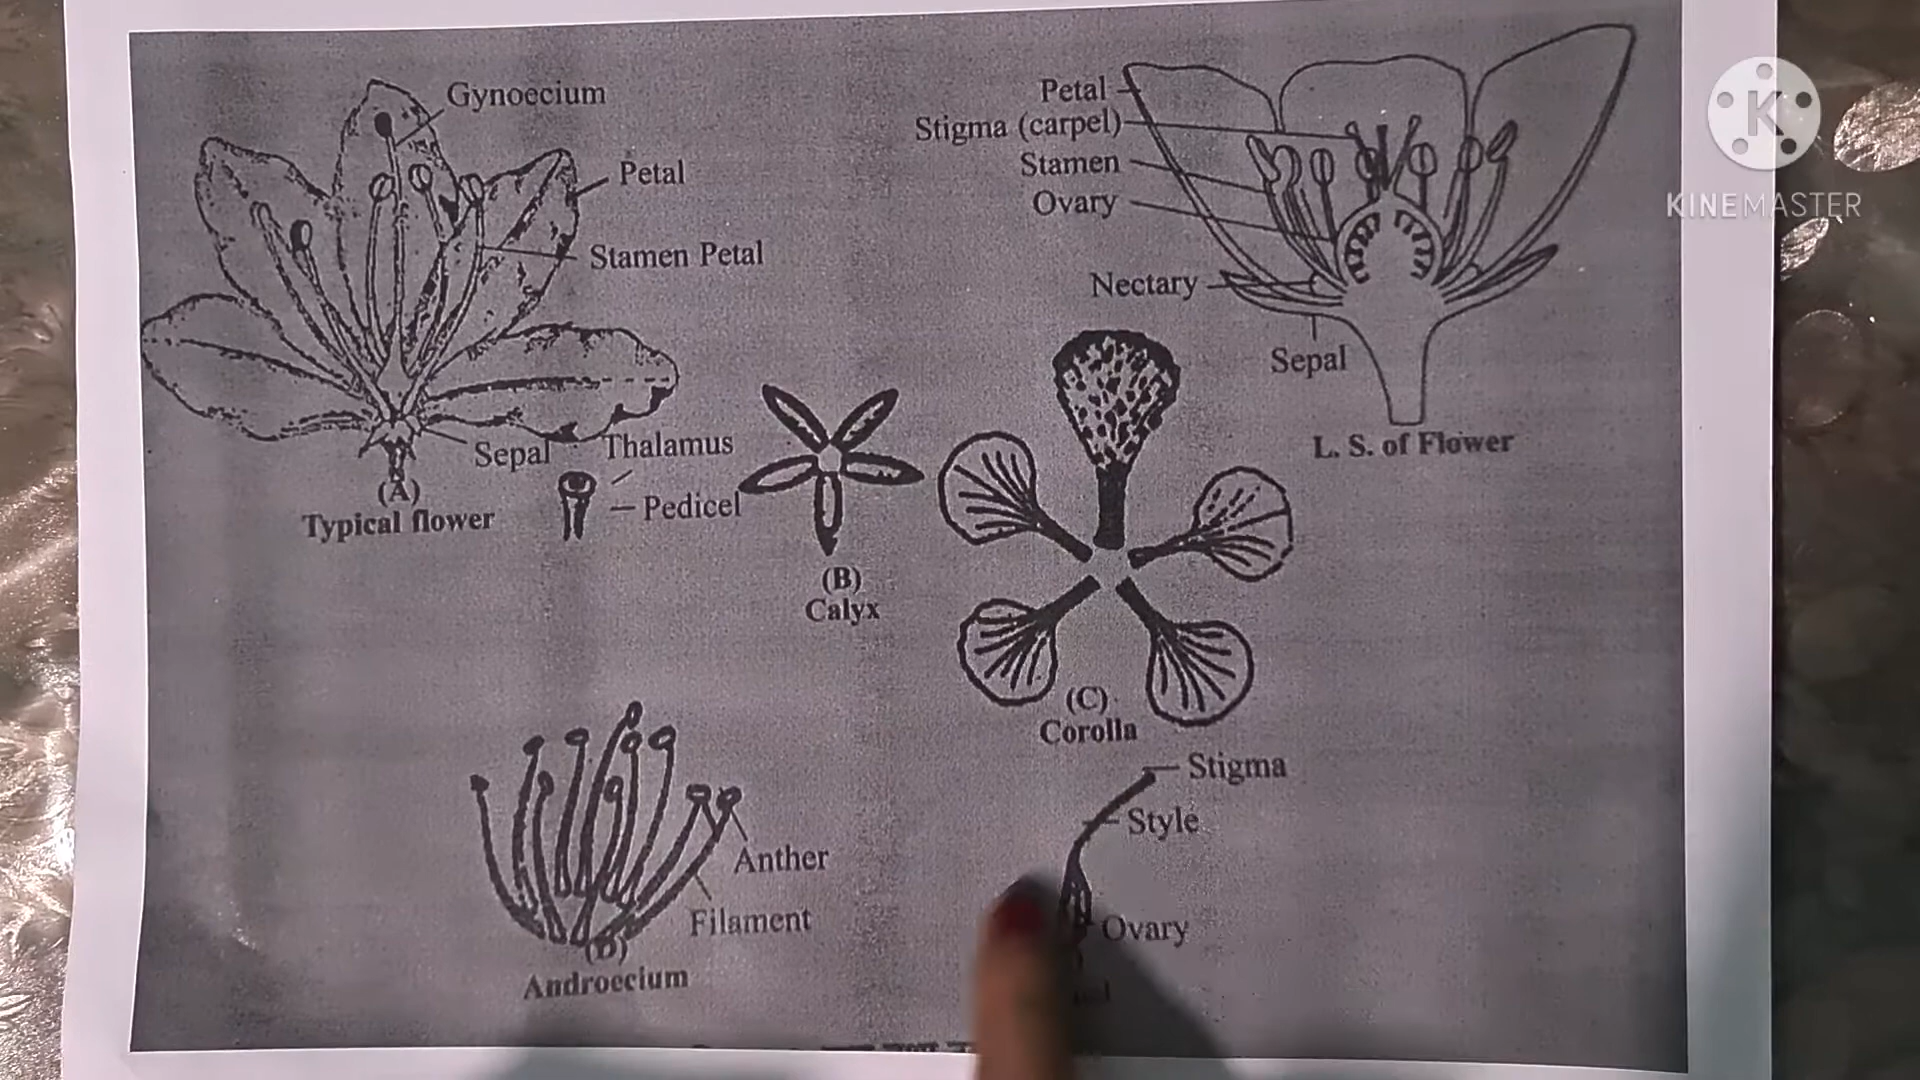 Gynoecium
Petal
Stamen Petal
Sepal
Thalamus
Pedicel
(A)
Typical flower
Petal
Stigma (carpel)
Stamen
Ovary
Nectary
Sepal
L. S. of Flower
(B)
Calyx
(C)
Corolla
Anther
Filament
(D)
Androecium
Stigma
Style
Ovary
K
KINEMASTER